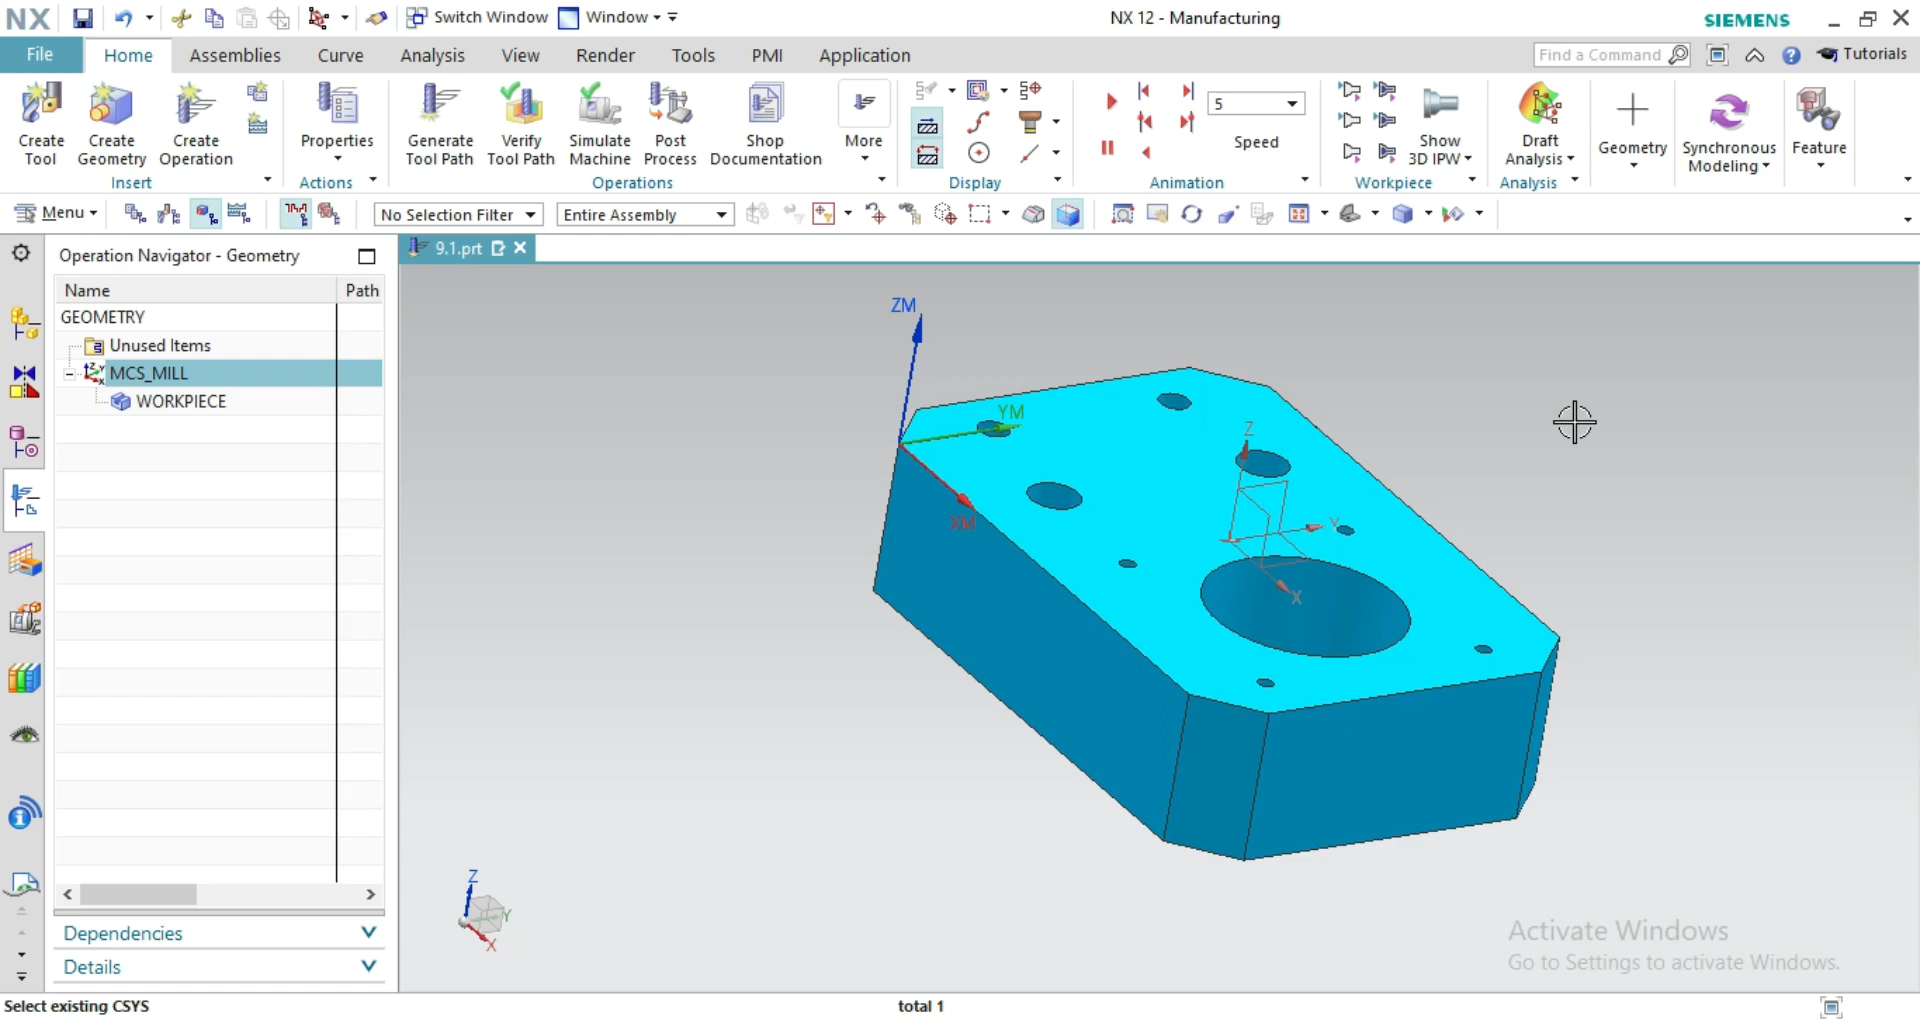 NX
Switch Window
Window
NX 12 - Manufacturing
SIEMENS
File
Home
Assemblies
Curve
Analysis
View
Render
Tools
PMI
Application
Find a Command
Tutorials
Create Tool
Create Geometry
Create Operation
Insert
Properties
Actions
Generate Tool Path
Verify Tool Path
Simulate Machine
Post Process
Shop Documentation
More
Operations
Display
5
Speed
Animation
Show 3D IPW
Workpiece
Draft Analysis
Analysis
Geometry
Synchronous Modeling
Feature
Menu
No Selection Filter
Entire Assembly
Operation Navigator - Geometry
9.1.prt
Name
Path
GEOMETRY
Unused Items
MCS_MILL
WORKPIECE
ZM
YM
XM
Z
Y
X
Z
Y
X
Dependencies
Details
Activate Windows
Go to Settings to activate Windows.
Select existing CSYS
total 1